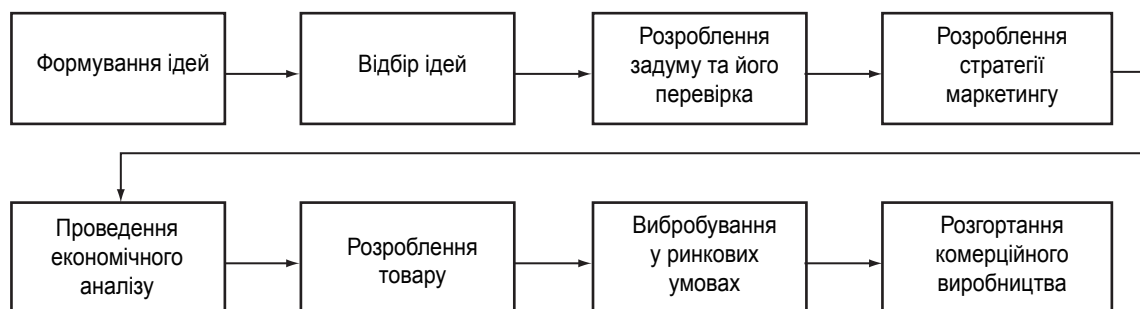 Формування ідей
Відбір ідей
Розроблення
задуму та його
перевірка
Розроблення
стратегії
маркетингу
Проведення
економічного
аналізу
Розроблення
товару
Вибробування
у ринкових
умовах
Розгортання
комерційного
виробництва